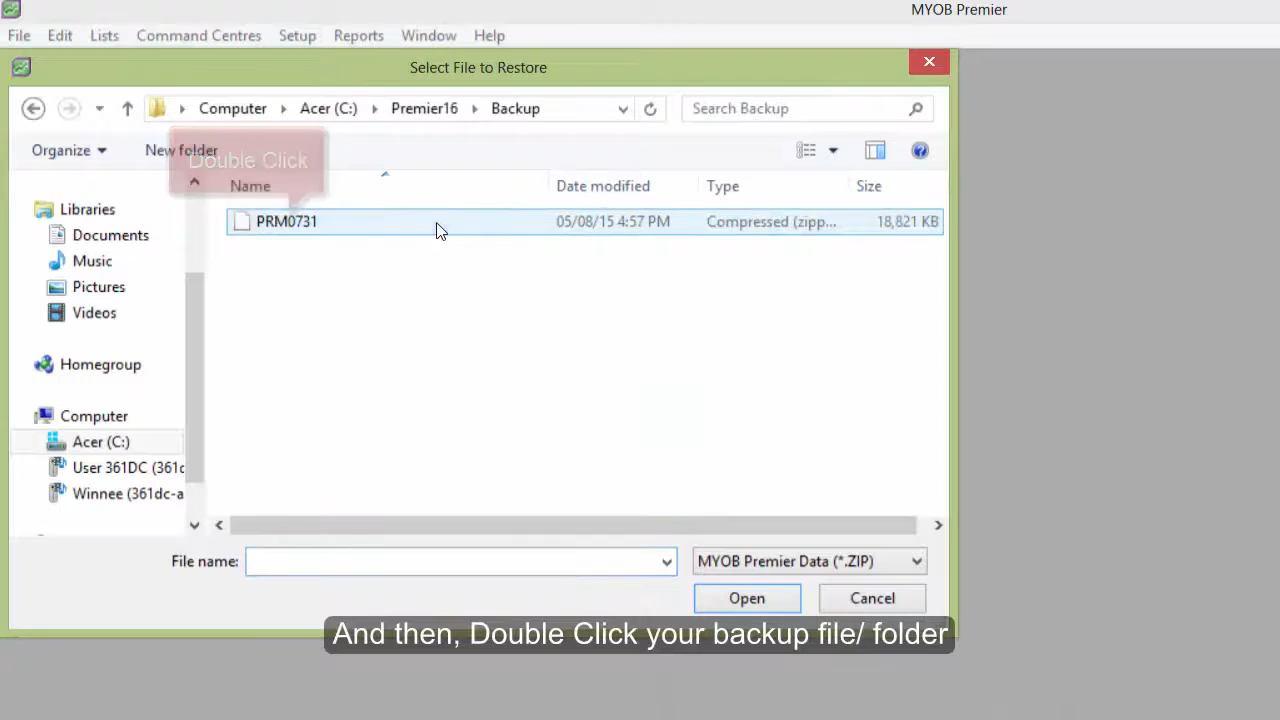 MYOB Premier
File Edit Lists Command Centres Setup Reports Window Help
Select File to Restore
Computer Acer (C:) Premier16 Backup Search Backup
Organize New folder
Double Click
Name Date modified Type Size
PRM0731 05/08/15 4:57 PM Compressed (zipp... 18,821 KB
Libraries
Documents
Music
Pictures
Videos
Homegroup
Computer
Acer (C:)
User 361DC (361c
Winnee (361dc-a
File name: MYOB Premier Data (*.ZIP)
Open Cancel
And then, Double Click your backup file/ folder